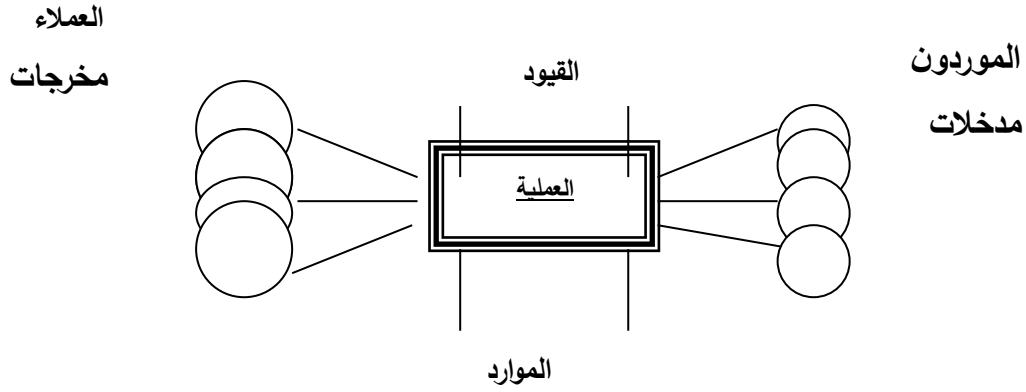 الموردون
مدخلات
القيود
العملية
الموارد
العملاء
مخرجات